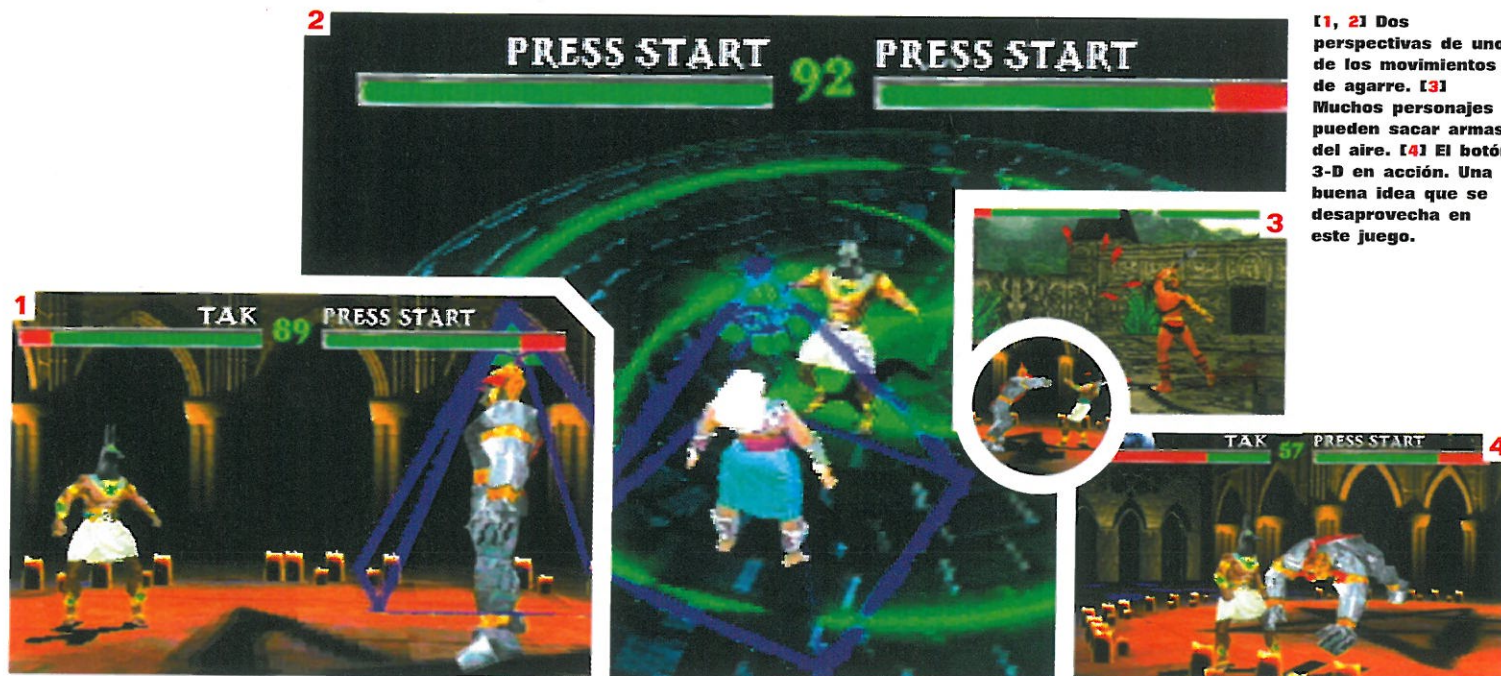 2
PRESS START 92 PRESS START
[1, 2] Dos
perspectivas de uno
de los movimientos
de agarre. [3]
Muchos personajes
pueden sacar armas
del aire. [4] El botón
3-D en acción. Una
buena idea que se
desaprovecha en
este juego.
3
1
TAK 89 PRESS START
4
TAK 57 PRESS START